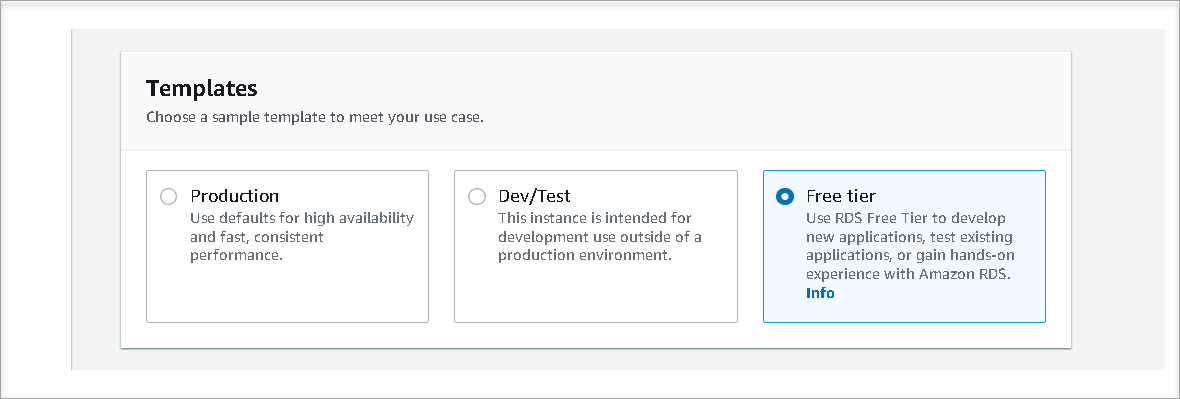 Templates
Choose a sample template to meet your use case.
Production
Use defaults for high availability
and fast, consistent
performance.
Dev/Test
This instance is intended for
development use outside of a
production environment.
Free tier
Use RDS Free Tier to develop
new applications, test existing
applications, or gain hands-on
experience with Amazon RDS.
Info